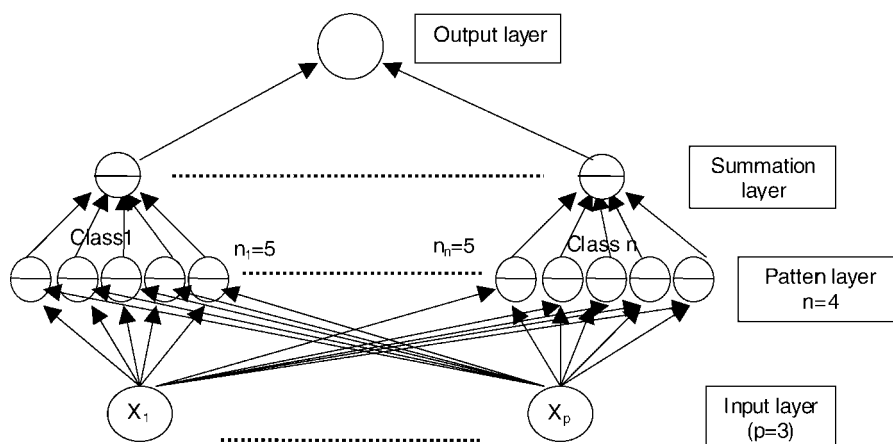 Output layer
Summation
layer
Class1
n₁=5
nₙ=5
Class n
Patten layer
n=4
X₁
Xₚ
Input layer
(p=3)